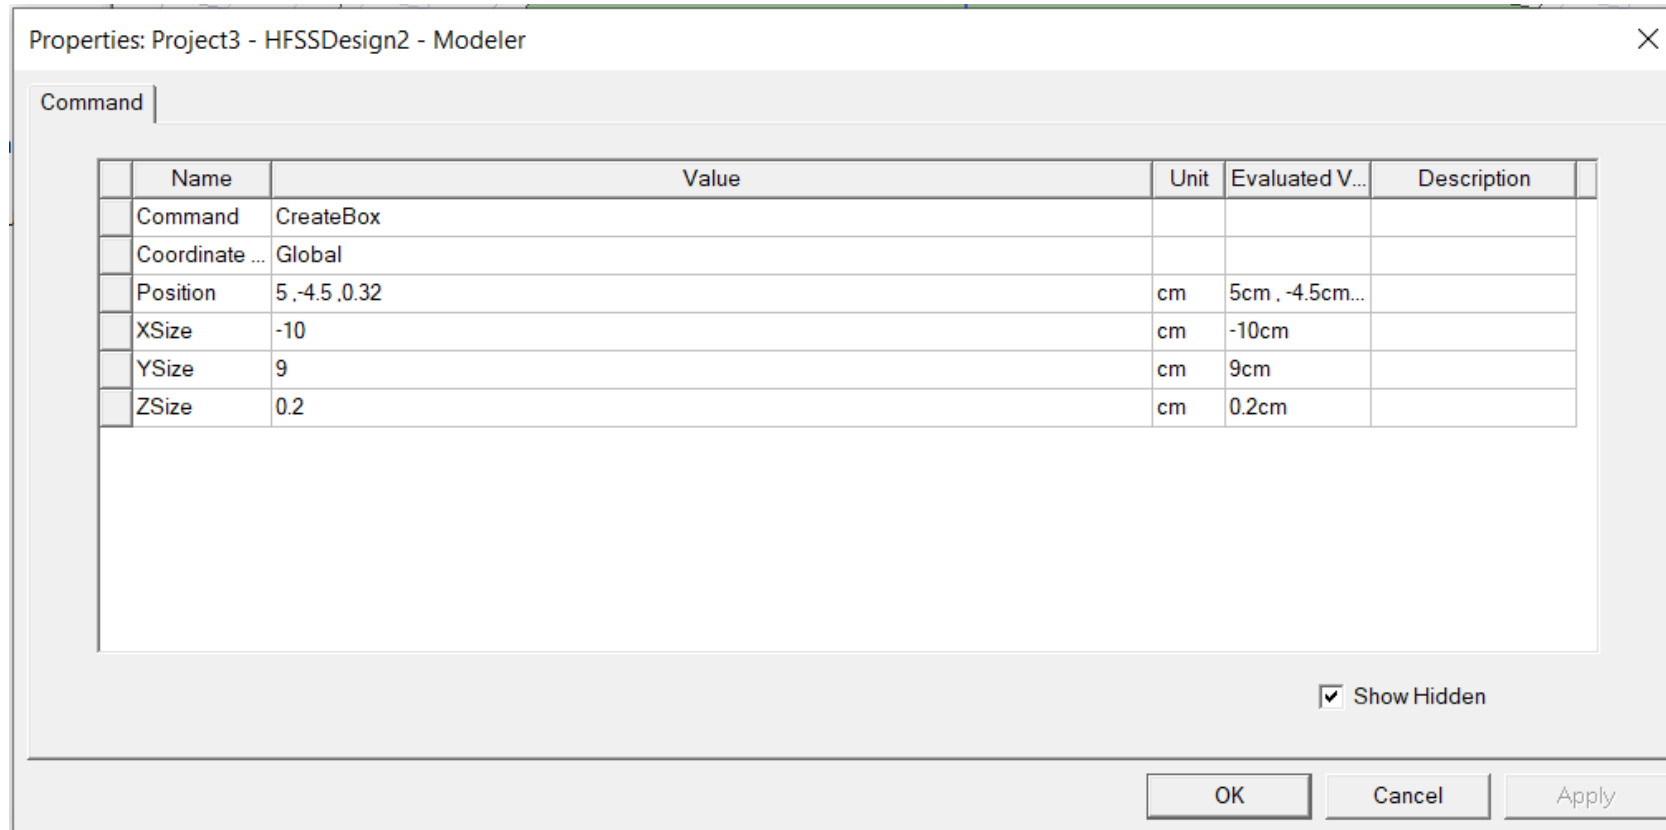 Properties: Project3 - HFSSDesign2 - Modeler
Command
Name Value Unit Evaluated V... Description
Command CreateBox
Coordinate ... Global
Position 5 ,-4.5 ,0.32 cm 5cm , -4.5cm...
XSize -10 cm -10cm
YSize 9 cm 9cm
ZSize 0.2 cm 0.2cm
Show Hidden
OK Cancel Apply